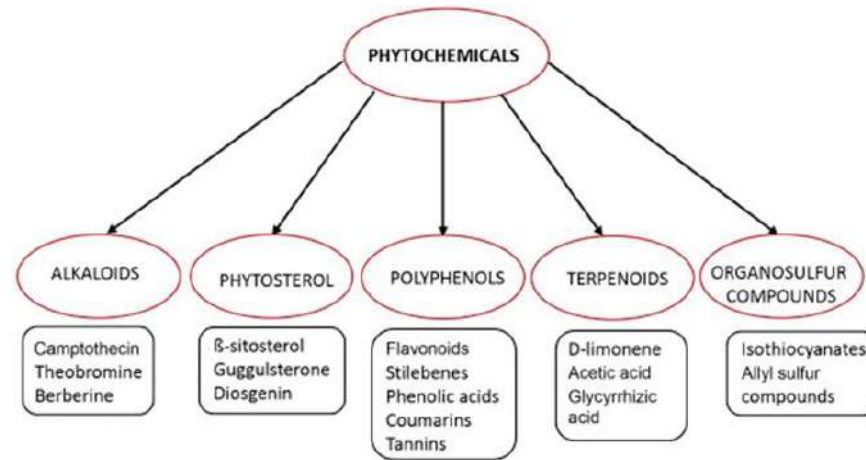 PHYTOCHEMICALS
ALKALOIDS
PHYTOSTEROL
POLYPHENOLS
TERPENOIDS
ORGANOSULFUR
COMPOUNDS
Camptothecin
Theobromine
Berberine
ß-sitosterol
Guggulsterone
Diosgenin
Flavonoids
Stilebenes
Phenolic acids
Coumarins
Tannins
D-limonene
Acetic acid
Glycyrrhizic
acid
Isothiocyanates
Allyl sulfur
compounds